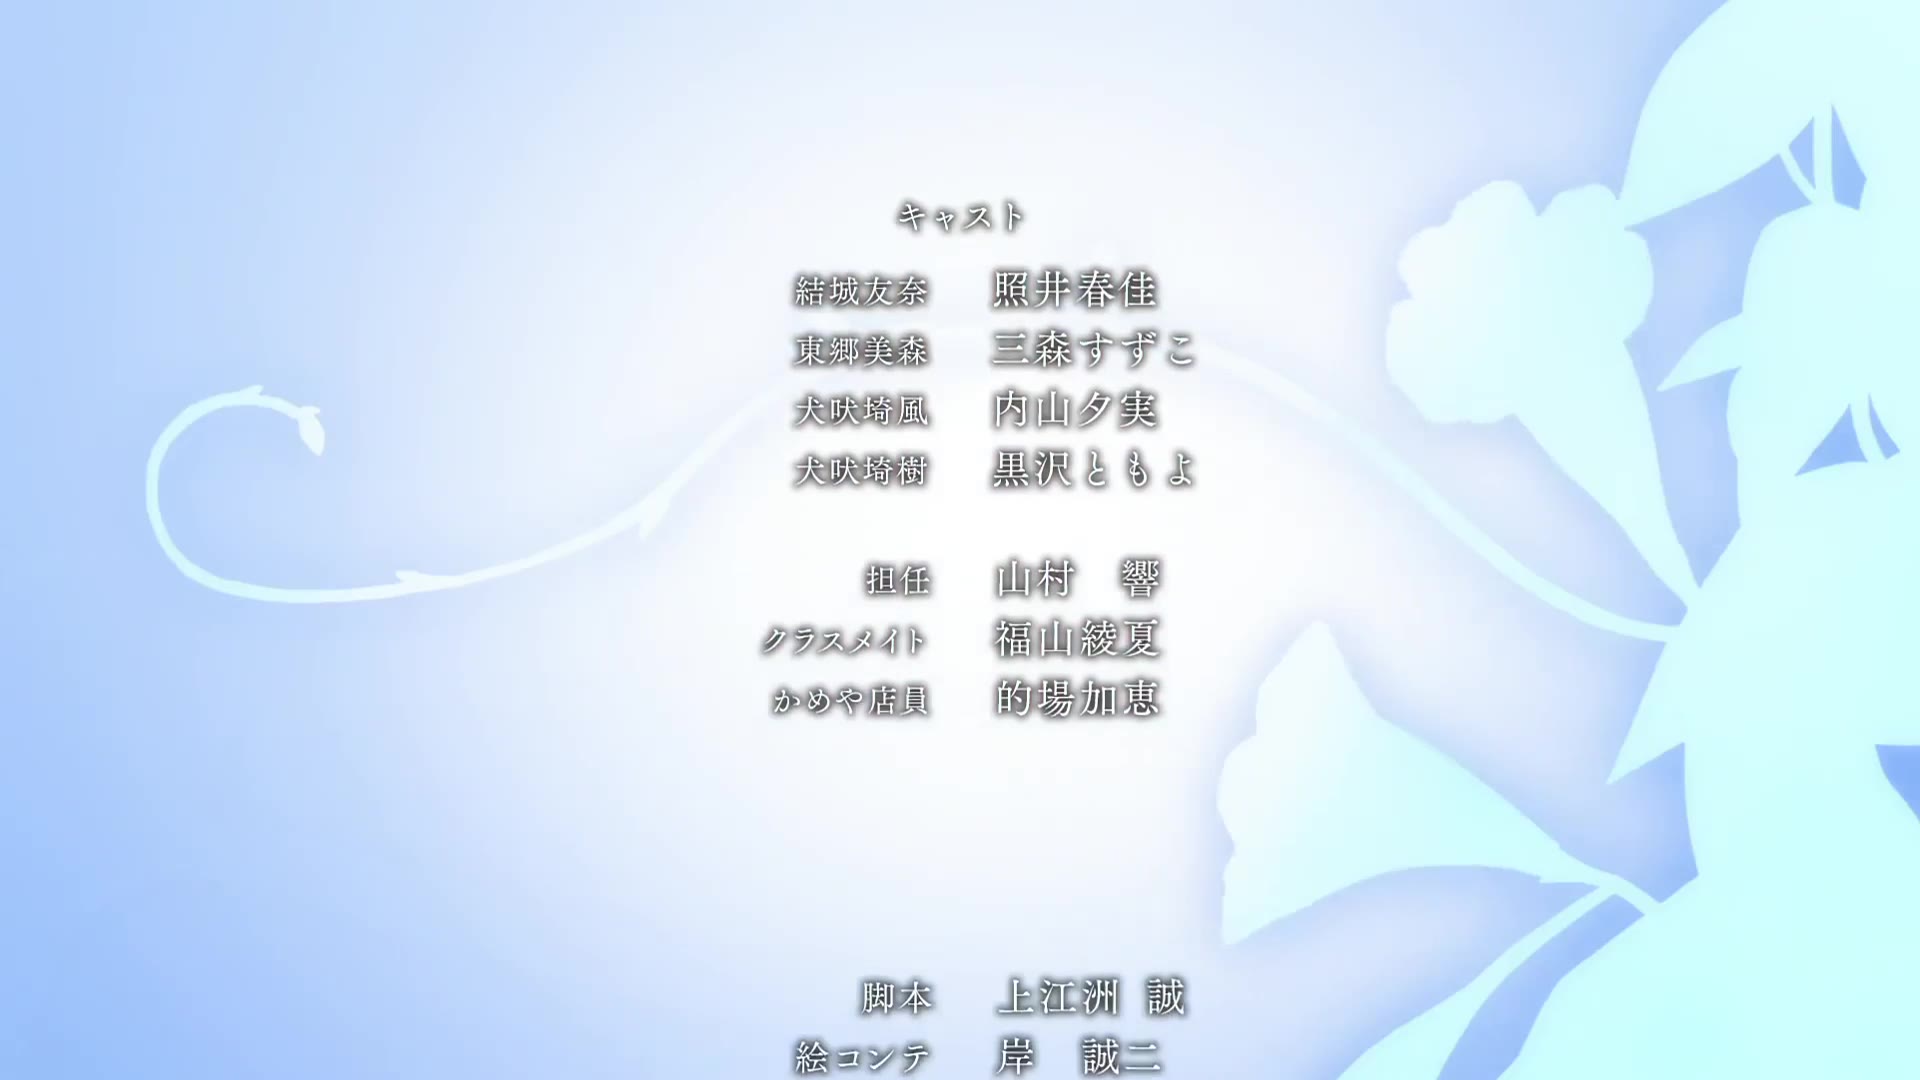 キャスト
結城友奈 照井春佳
東郷美森 三森すずこ
犬吠埼風 内山夕実
犬吠埼樹 黒沢ともよ
担任 山村　響
クラスメイト 福山綾夏
かめや店員 的場加恵
脚本 上江洲 誠
絵コンテ 岸　誠二